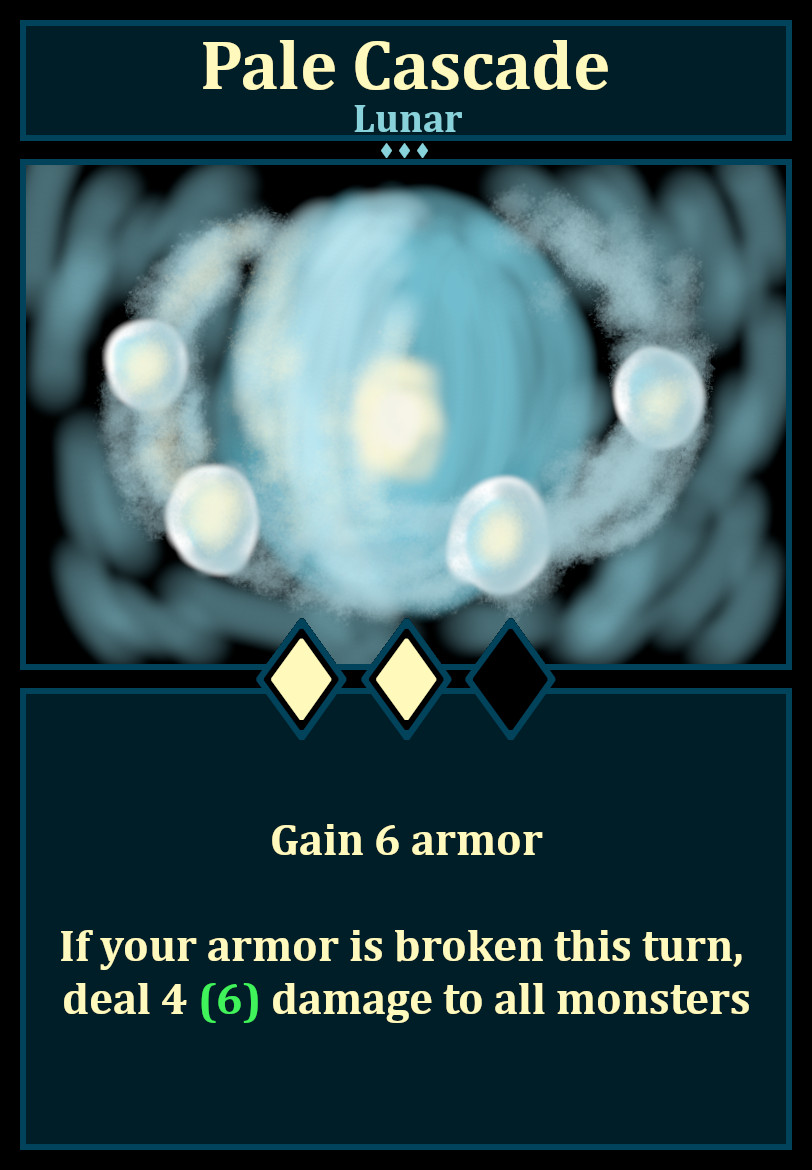 Pale Cascade
Lunar
Gain 6 armor
If your armor is broken this turn,
deal 4 (6) damage to all monsters